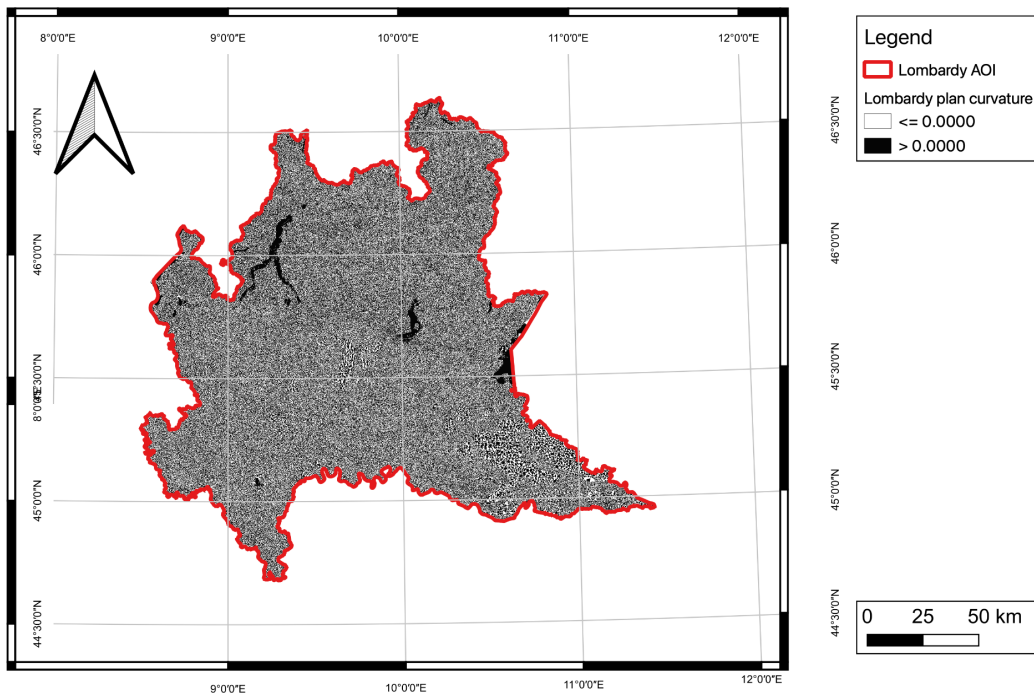 8°0'0"E 9°0'0"E 10°0'0"E 11°0'0"E 12°0'0"E
46°30'0"N
46°0'0"N
45°30'0"N
8°0'0"E
45°0'0"N
44°30'0"N
46°30'0"N
46°0'0"N
45°30'0"N
45°0'0"N
44°30'0"N
9°0'0"E 10°0'0"E 11°0'0"E 12°0'0"E
Legend
Lombardy AOI
Lombardy plan curvature
<= 0.0000
> 0.0000
0 25 50 km